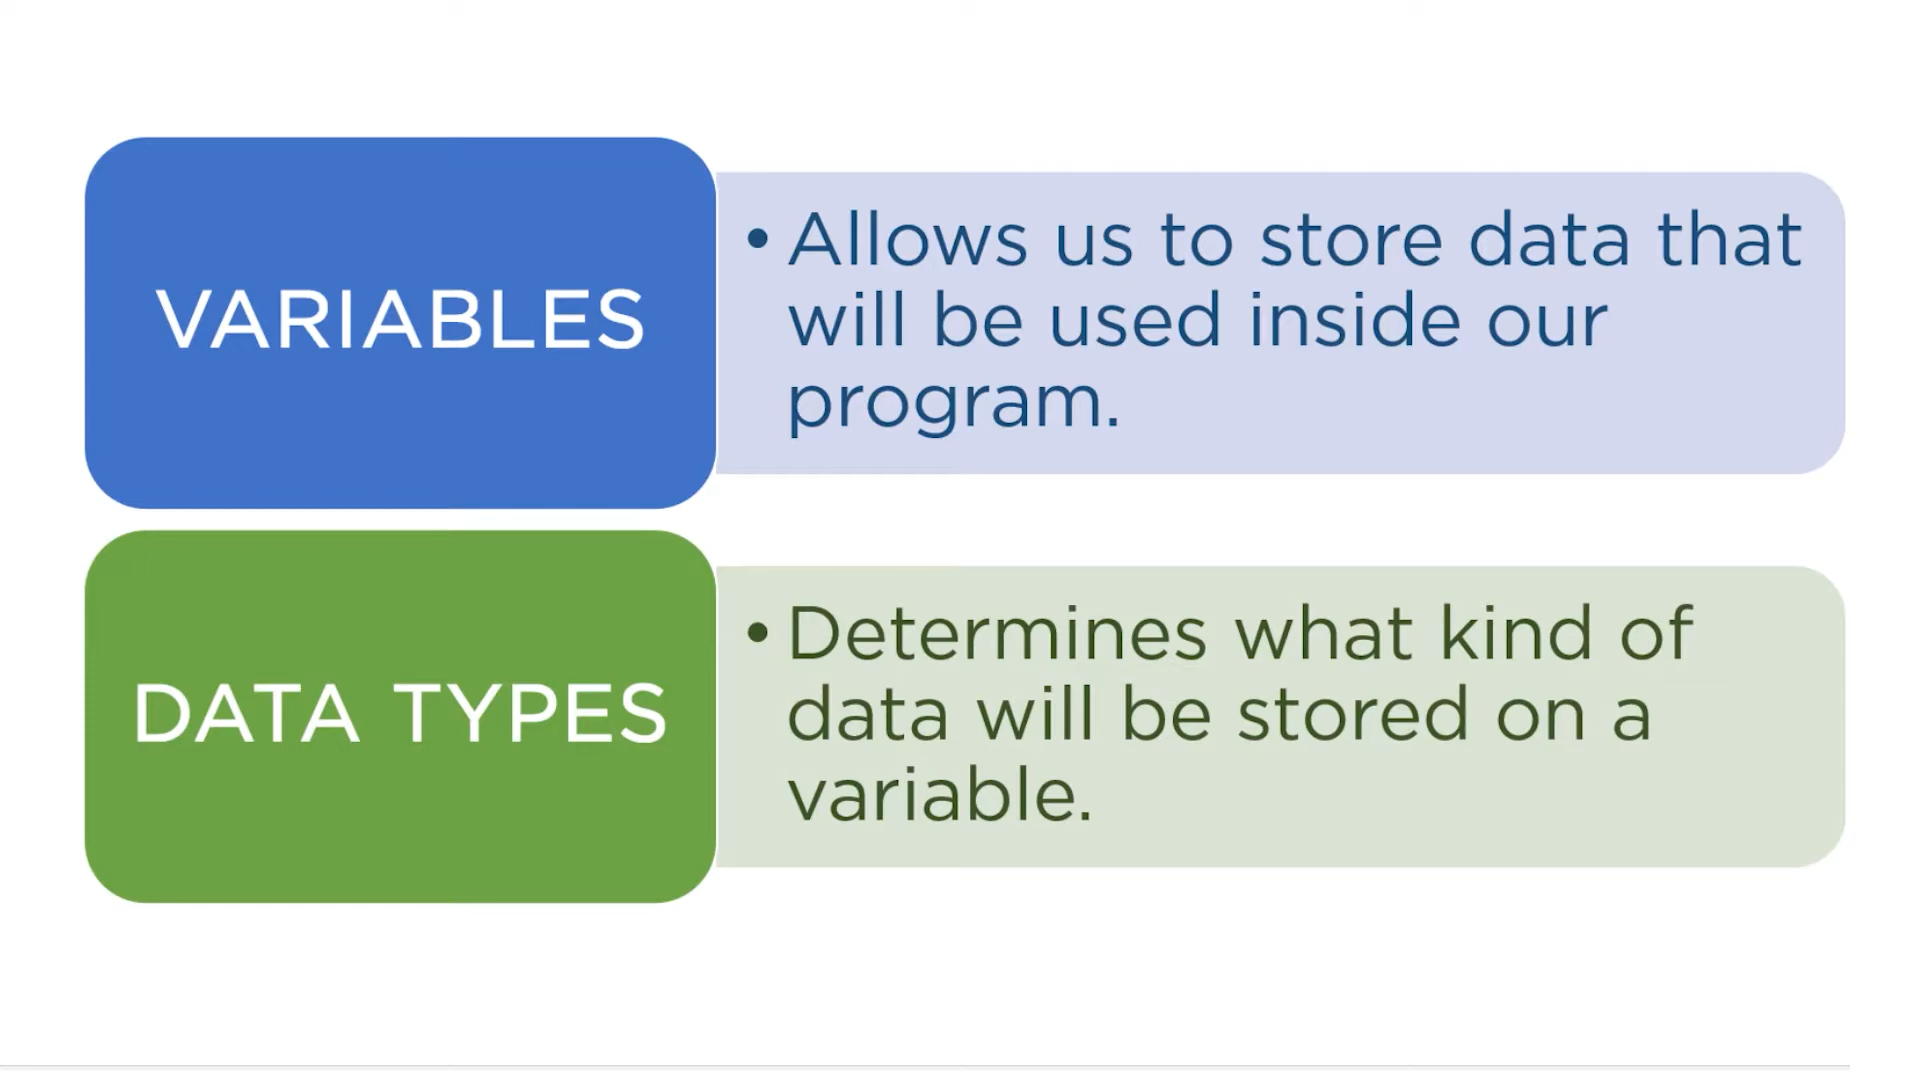 VARIABLES
• Allows us to store data that
will be used inside our
program.
DATA TYPES
• Determines what kind of
data will be stored on a
variable.